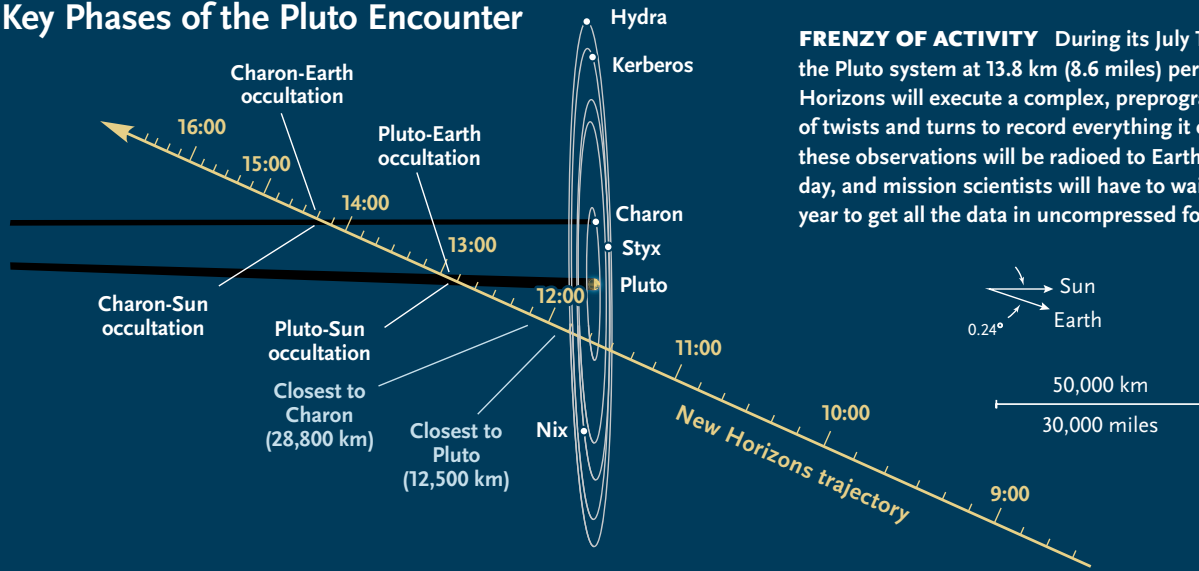 Key Phases of the Pluto Encounter
Hydra
Kerberos
Charon-Earth
occultation
Pluto-Earth
occultation
16:00
15:00
14:00
13:00
12:00
11:00
10:00
9:00
Charon
Styx
Pluto
Charon-Sun
occultation
Pluto-Sun
occultation
Closest to
Charon
(28,800 km)
Closest to
Pluto
(12,500 km)
Nix
New Horizons trajectory
FRENZY OF ACTIVITY During its July
the Pluto system at 13.8 km (8.6 miles) per
Horizons will execute a complex,
of twists and turns to record everything it
these observations will be radioed to Earth
day, and mission scientists will have to
year to get all the data in uncompressed
Sun
Earth
0.24°
50,000 km
30,000 miles